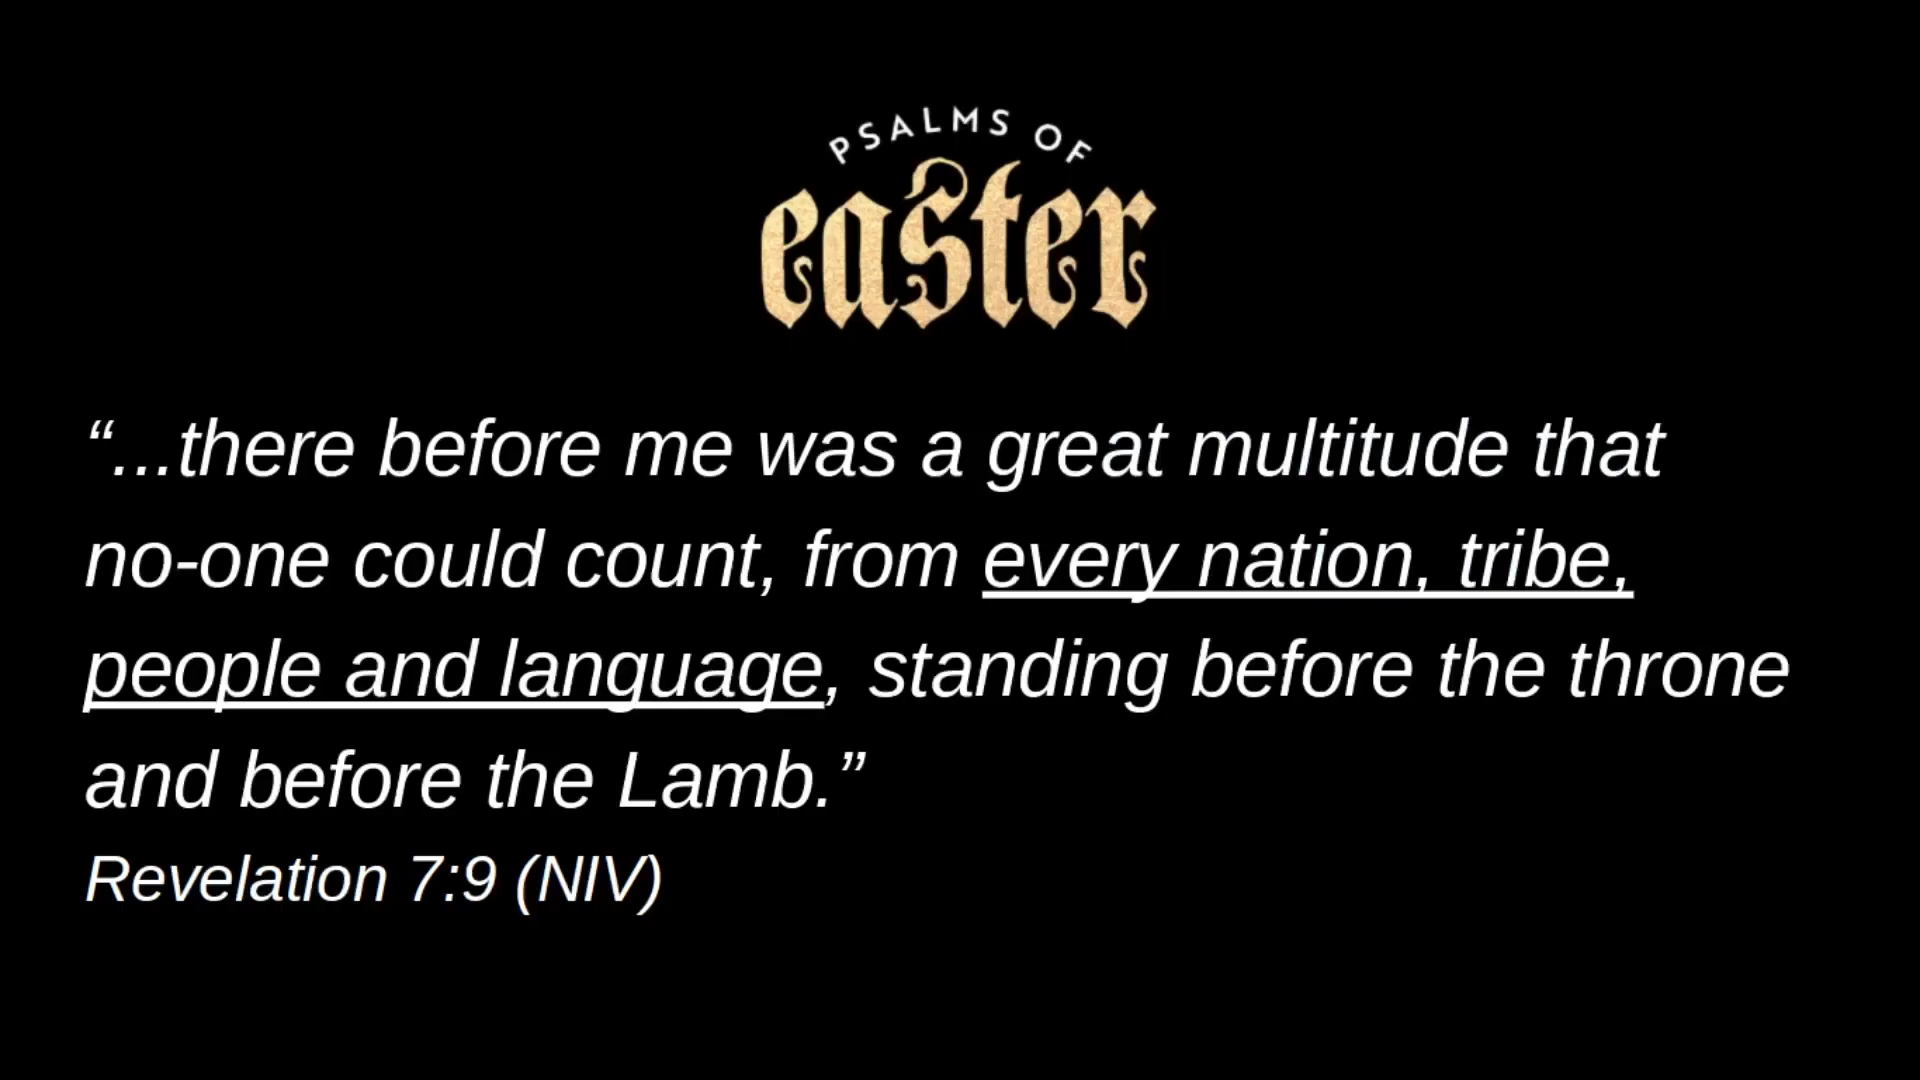 PSALMS OF
easter
“...there before me was a great multitude that
no-one could count, from every nation, tribe,
people and language, standing before the throne
and before the Lamb.”
Revelation 7:9 (NIV)